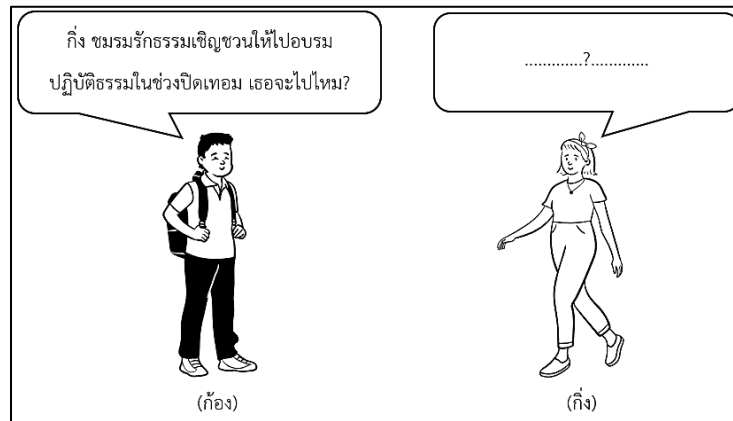 กิ่ง ชมรมรักธรรมเชิญชวนให้ไปอบรม
ปฏิบัติธรรมในช่วงปิดเทอม เธอจะไปไหม?
.............?.............
(ก้อง)
(กิ่ง)